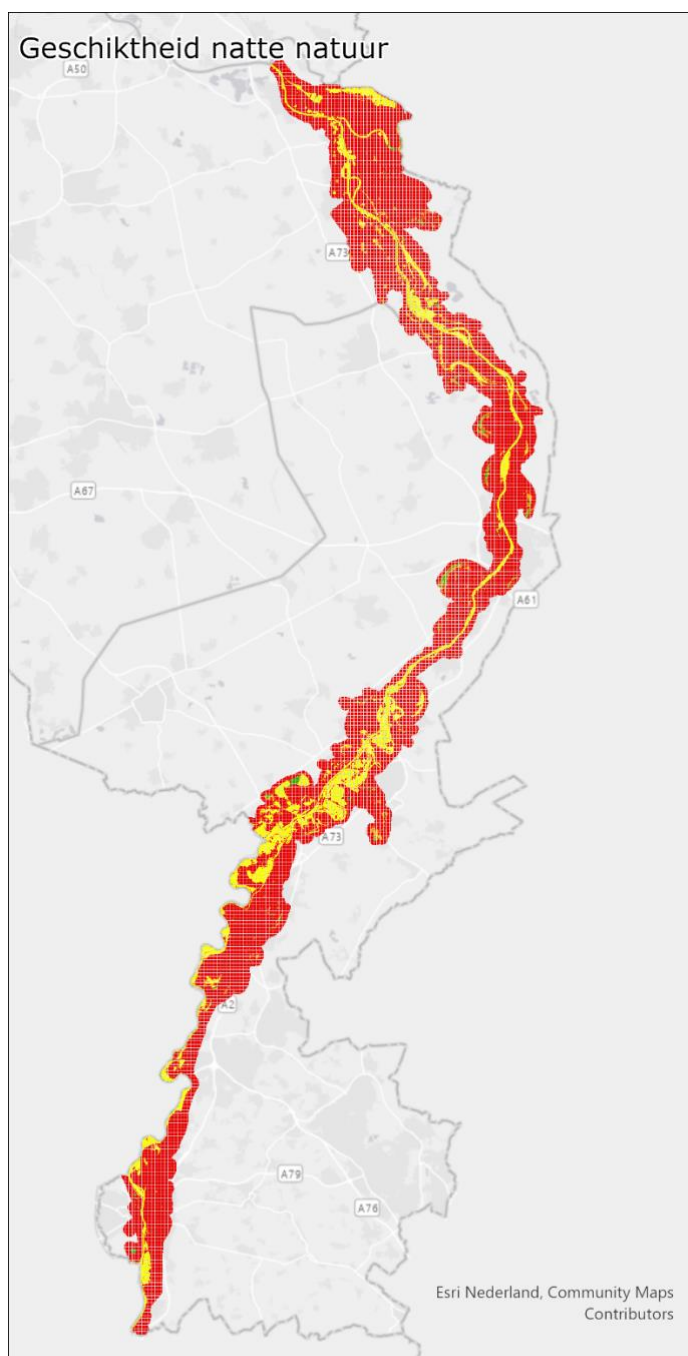 Geschiktheid natte natuur
A50
A73
A67
A61
A73
A2
A79
A76
Esri Nederland, Community Maps
Contributors